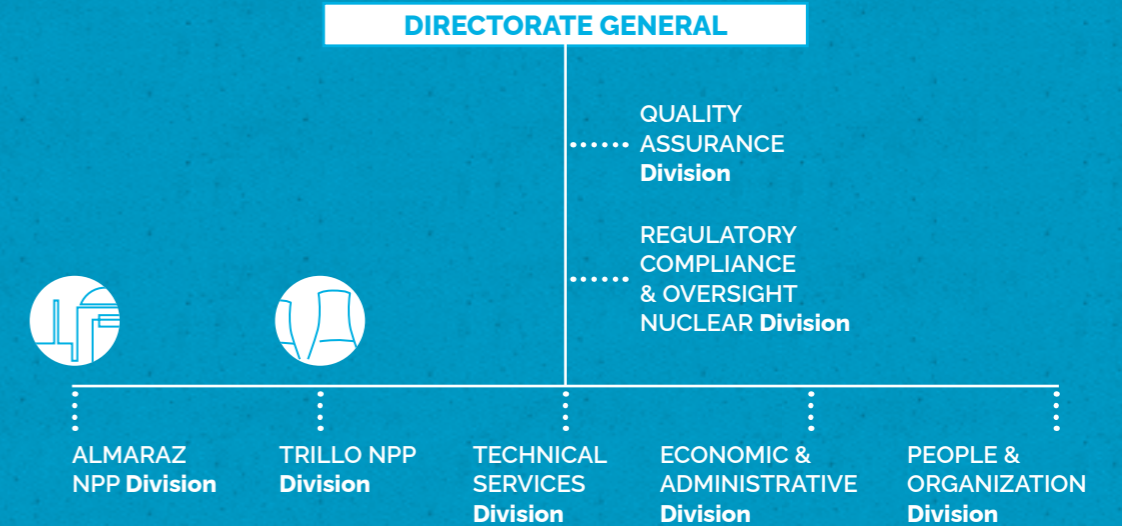 DIRECTORATE GENERAL
QUALITY
ASSURANCE
Division
REGULATORY
COMPLIANCE
& OVERSIGHT
NUCLEAR Division
ALMARAZ
NPP Division
TRILLO NPP
Division
TECHNICAL
SERVICES
Division
ECONOMIC &
ADMINISTRATIVE
Division
PEOPLE &
ORGANIZATION
Division